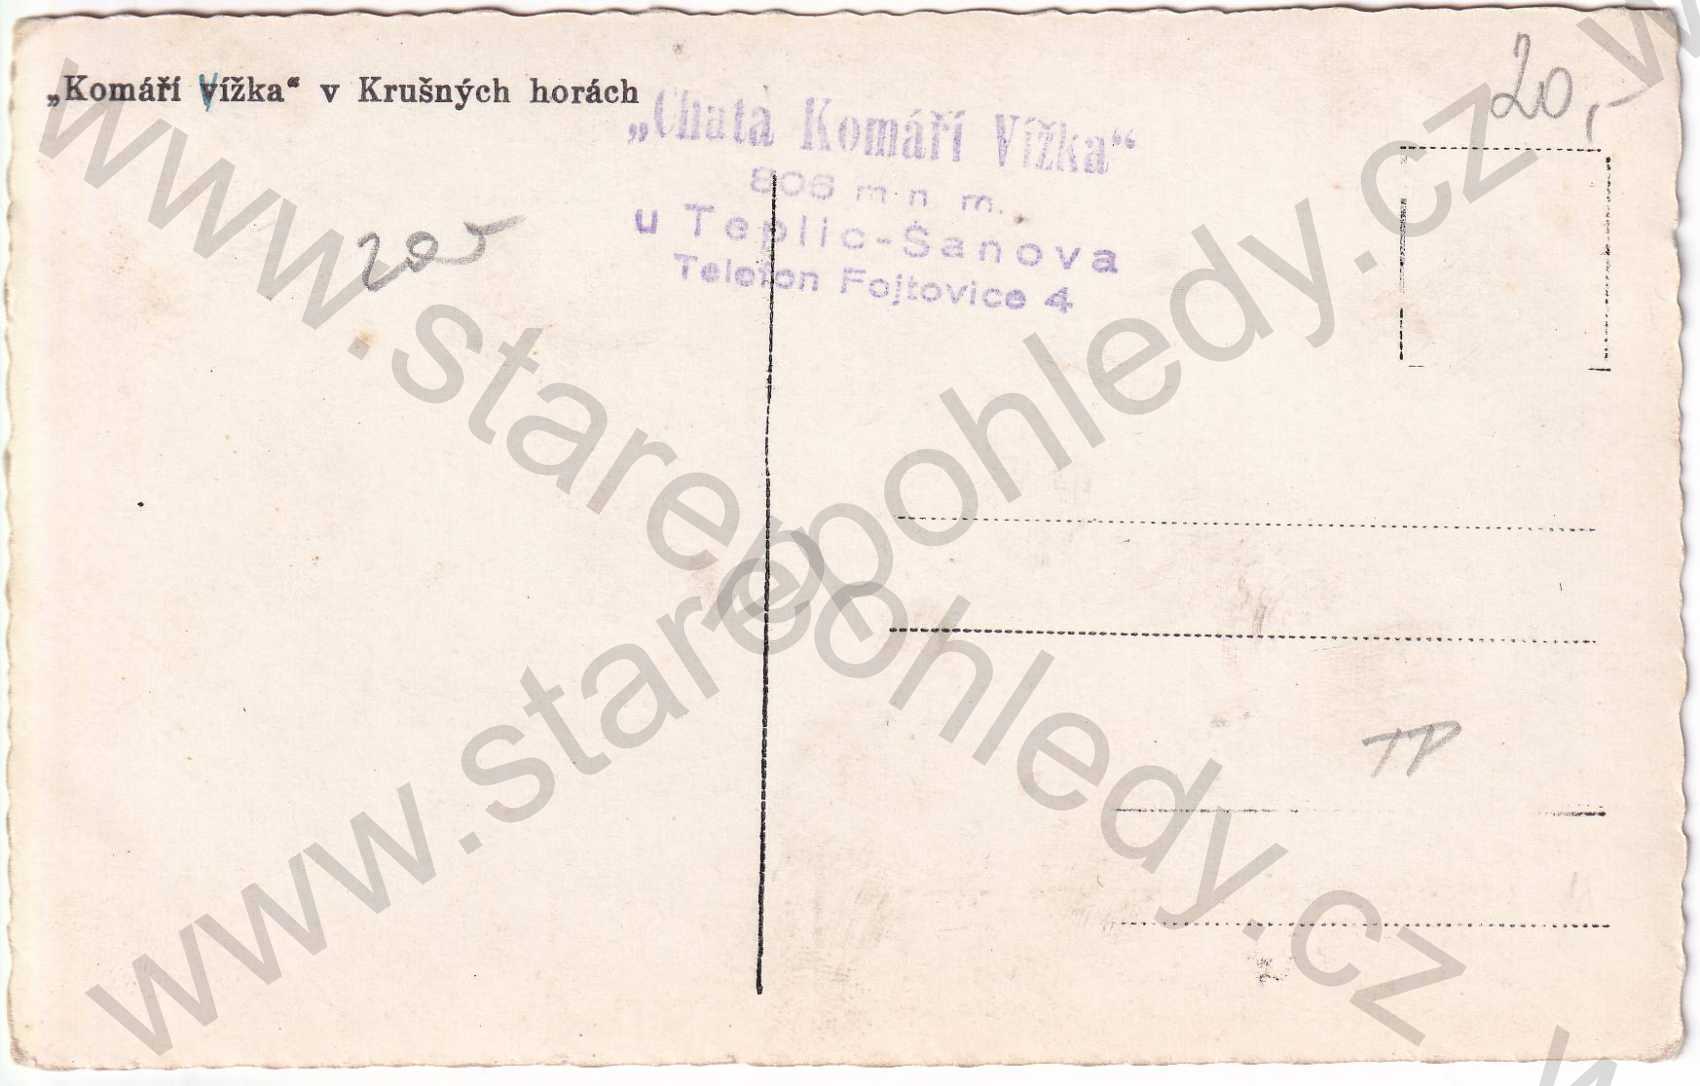 „Komáří Vížka“ v Krušných horách
20,-
„Chata Komáří Vížka“
806 m n. m.
u Teplic-Šanova
Telefon Fojtovice 4
TP
www.starepohledy.cz
www.starepohledy.cz